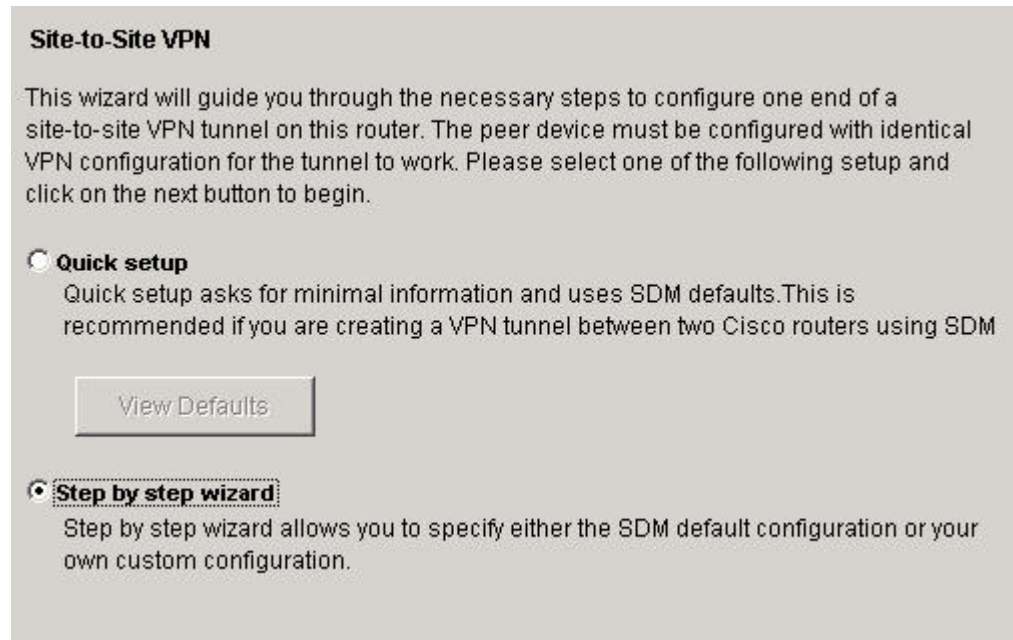 Site-to-Site VPN
This wizard will guide you through the necessary steps to configure one end of a
site-to-site VPN tunnel on this router. The peer device must be configured with identical
VPN configuration for the tunnel to work. Please select one of the following setup and
click on the next button to begin.
Quick setup
Quick setup asks for minimal information and uses SDM defaults.This is
recommended if you are creating a VPN tunnel between two Cisco routers using SDM
View Defaults
Step by step wizard
Step by step wizard allows you to specify either the SDM default configuration or your
own custom configuration.